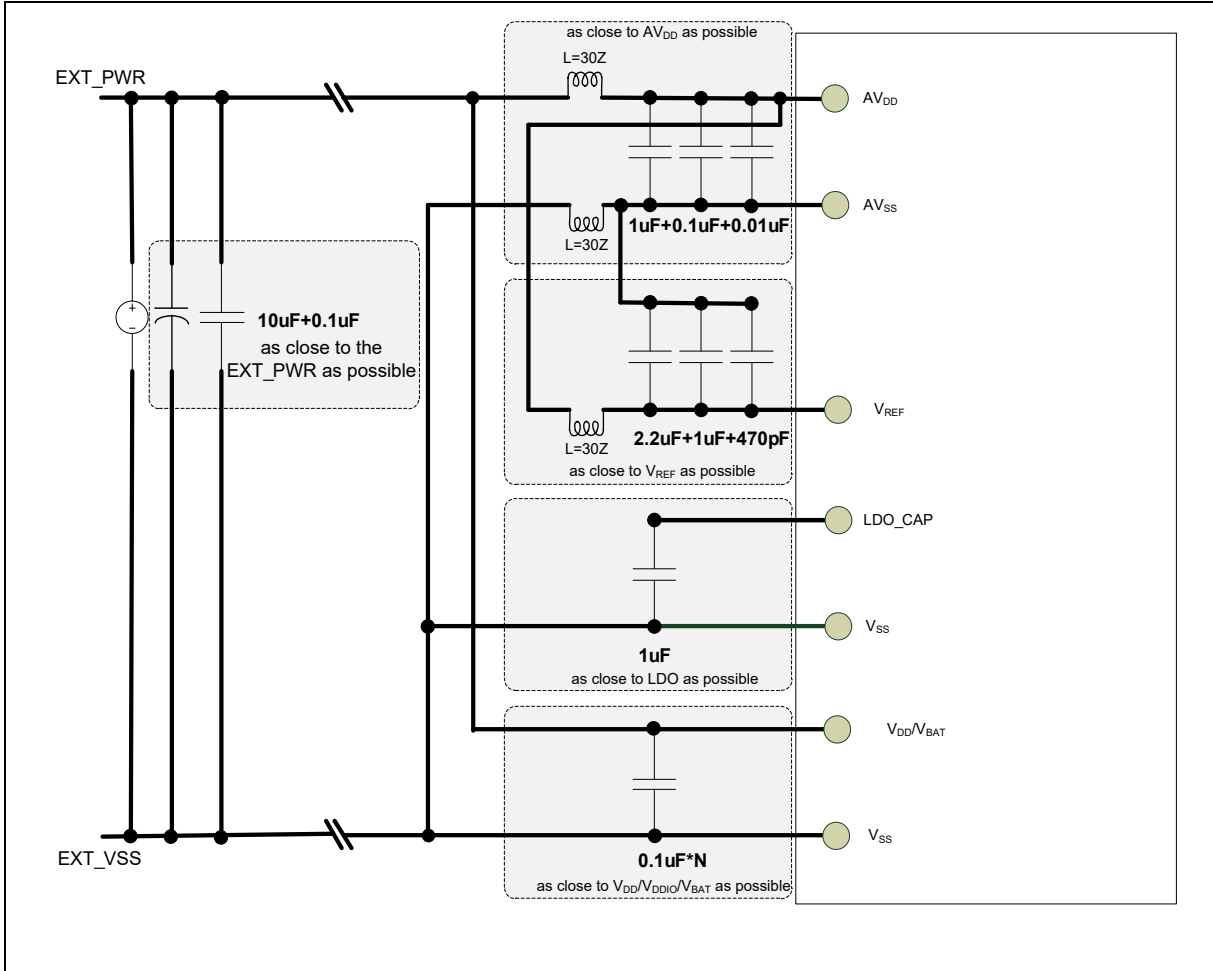 as close to AVDD as possible
L=30Z
EXT_PWR
AVDD
AVSS
1uF+0.1uF+0.01uF
L=30Z
10uF+0.1uF
as close to the
EXT_PWR as possible
+
−
VREF
2.2uF+1uF+470pF
L=30Z
as close to VREF as possible
LDO_CAP
VSS
1uF
as close to LDO as possible
VDD/VBAT
VSS
EXT_VSS
0.1uF*N
as close to VDD/VDDIO/VBAT as possible